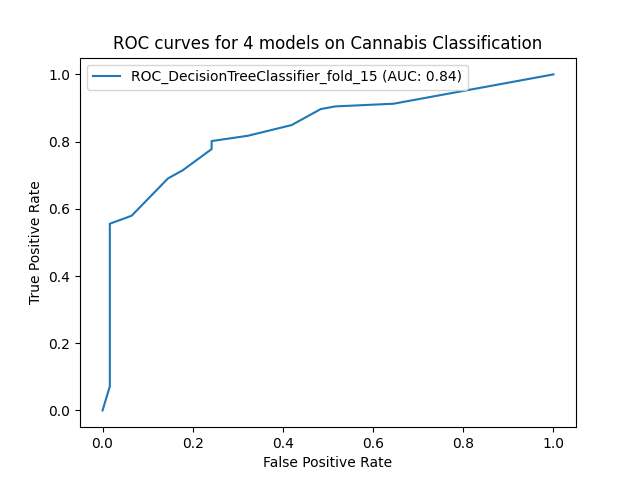 ROC curves for 4 models on Cannabis Classification
ROC_DecisionTreeClassifier_fold_15 (AUC: 0.84)
1.0
0.8
0.6
0.4
0.2
0.0
True Positive Rate
0.0 0.2 0.4 0.6 0.8 1.0
False Positive Rate